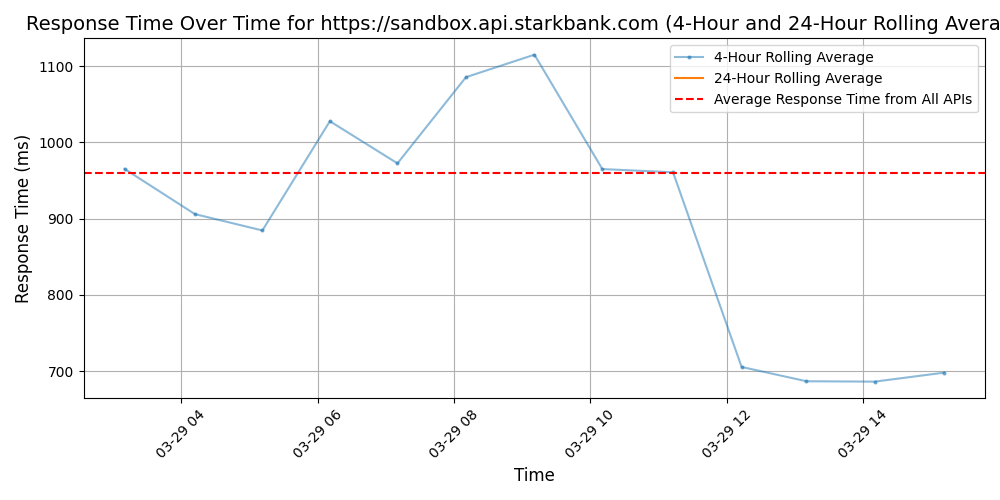 Response Time Over Time for https://sandbox.api.starkbank.com (4-Hour and 24-Hour Rolling Avera
4-Hour Rolling Average
24-Hour Rolling Average
Average Response Time from All APIs
Response Time (ms)
1100
1000
900
800
700
03-29 04
03-29 06
03-29 08
03-29 10
03-29 12
03-29 14
Time